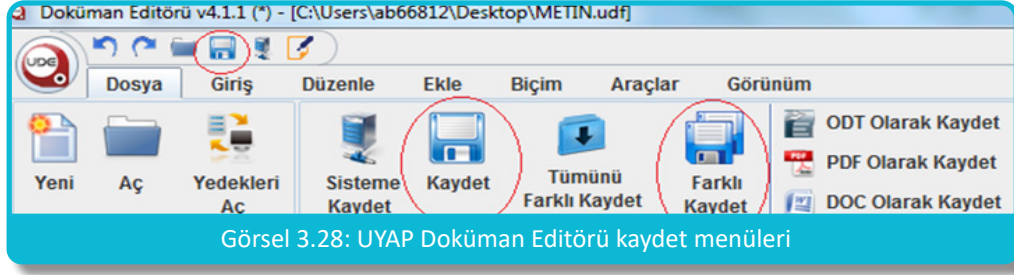 Doküman Editörü v4.1.1 (*) - [C:\Users\ab66812\Desktop\METIN.udf]
UDE
Dosya Giriş Düzenle Ekle Biçim Araçlar Görünüm
Yeni
Aç
Yedekleri
Aç
Sisteme
Kaydet
Kaydet
Tümünü
Farklı Kaydet
Farklı
Kaydet
ODT Olarak Kaydet
PDF
PDF Olarak Kaydet
DOC Olarak Kaydet
Görsel 3.28: UYAP Doküman Editörü kaydet menüleri